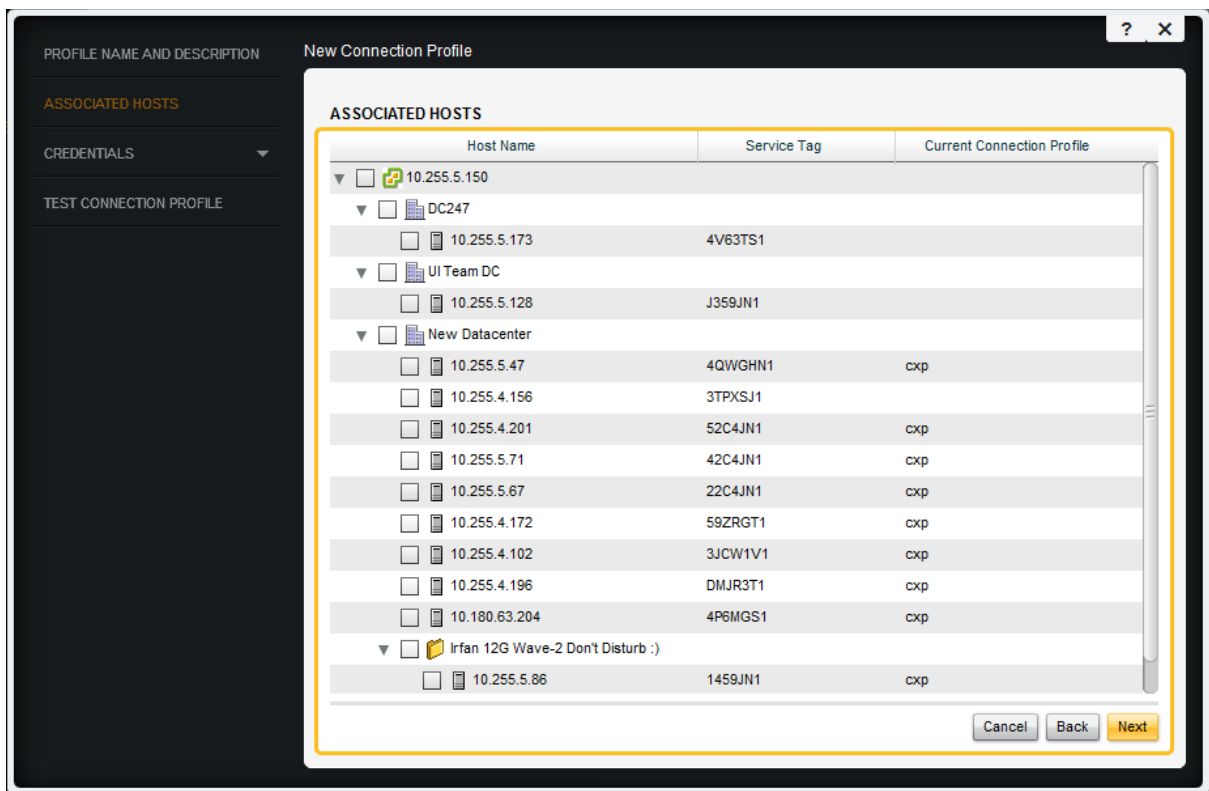 ? X
PROFILE NAME AND DESCRIPTION
ASSOCIATED HOSTS
CREDENTIALS
TEST CONNECTION PROFILE
New Connection Profile
ASSOCIATED HOSTS
Host Name Service Tag Current Connection Profile
10.255.5.150
DC247
10.255.5.173 4V63TS1
UI Team DC
10.255.5.128 J359JN1
New Datacenter
10.255.5.47 4QWGHN1 cxp
10.255.4.156 3TPXSJ1
10.255.4.201 52C4JN1 cxp
10.255.5.71 42C4JN1 cxp
10.255.5.67 22C4JN1 cxp
10.255.4.172 59ZRGT1 cxp
10.255.4.102 3JCW1V1 cxp
10.255.4.196 DMJR3T1 cxp
10.180.63.204 4P6MGS1 cxp
Irfan 12G Wave-2 Don't Disturb :)
10.255.5.86 1459JN1 cxp
Cancel Back Next